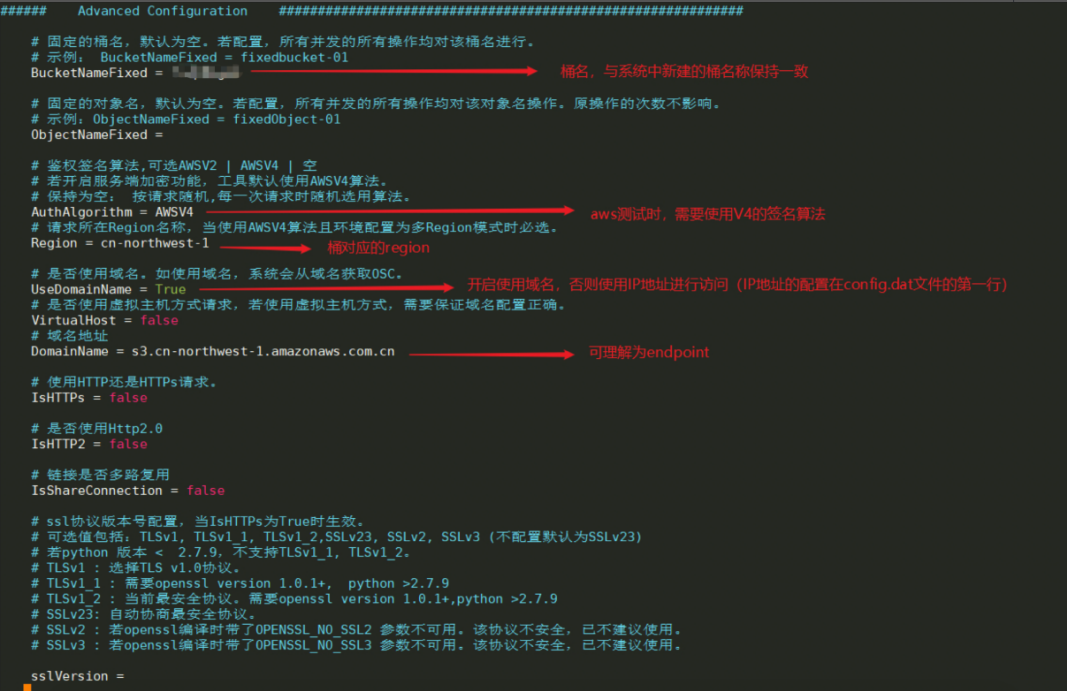 ######    Advanced Configuration    ############################################################
# 固定的桶名，默认为空。若配置，所有并发的所有操作均对该桶名进行。
# 示例： BucketNameFixed = fixedbucket-01
BucketNameFixed = 桶名，与系统中新建的桶名称保持一致
# 固定的对象名，默认为空。若配置，所有并发的所有操作均对该对象名操作。原操作的次数不影响。
# 示例：ObjectNameFixed = fixedObject-01
ObjectNameFixed =
# 鉴权签名算法,可选AWSV2 | AWSV4 | 空
# 若开启服务端加密功能，工具默认使用AWSV4算法。
# 保持为空： 按请求随机,每一次请求时随机选用算法。
AuthAlgorithm = AWSV4 aws测试时，需要使用V4的签名算法
# 请求所在Region名称，当使用AWSV4算法且环境配置为多Region模式时必选。
Region = cn-northwest-1 桶对应的region
# 是否使用域名。如使用域名，系统会从域名获取OSC。
UseDomainName = True 开启使用域名，否则使用IP地址进行访问（IP地址的配置在config.dat文件的第一行）
# 是否使用虚拟主机方式请求，若使用虚拟主机方式，需要保证域名配置正确。
VirtualHost = false
# 域名地址
DomainName = s3.cn-northwest-1.amazonaws.com.cn 可理解为endpoint
# 使用HTTP还是HTTPs请求。
IsHTTPs = false
# 是否使用Http2.0
IsHTTP2 = false
# 链接是否多路复用
IsShareConnection = false
# ssl协议版本号配置，当IsHTTPs为True时生效。
# 可选值包括：TLSv1, TLSv1_1, TLSv1_2,SSLv23, SSLv2, SSLv3 (不配置默认为SSLv23)
# 若python 版本 <  2.7.9，不支持TLSv1_1, TLSv1_2。
# TLSv1 : 选择TLS v1.0协议。
# TLSv1_1 : 需要openssl version 1.0.1+,  python >2.7.9
# TLSv1_2 : 当前最安全协议。需要openssl version 1.0.1+,python >2.7.9
# SSLv23: 自动协商最安全协议。
# SSLv2 : 若openssl编译时带了OPENSSL_NO_SSL2 参数不可用。该协议不安全，已不建议使用。
# SSLv3 : 若openssl编译时带了OPENSSL_NO_SSL3 参数不可用。该协议不安全，已不建议使用。
sslVersion =